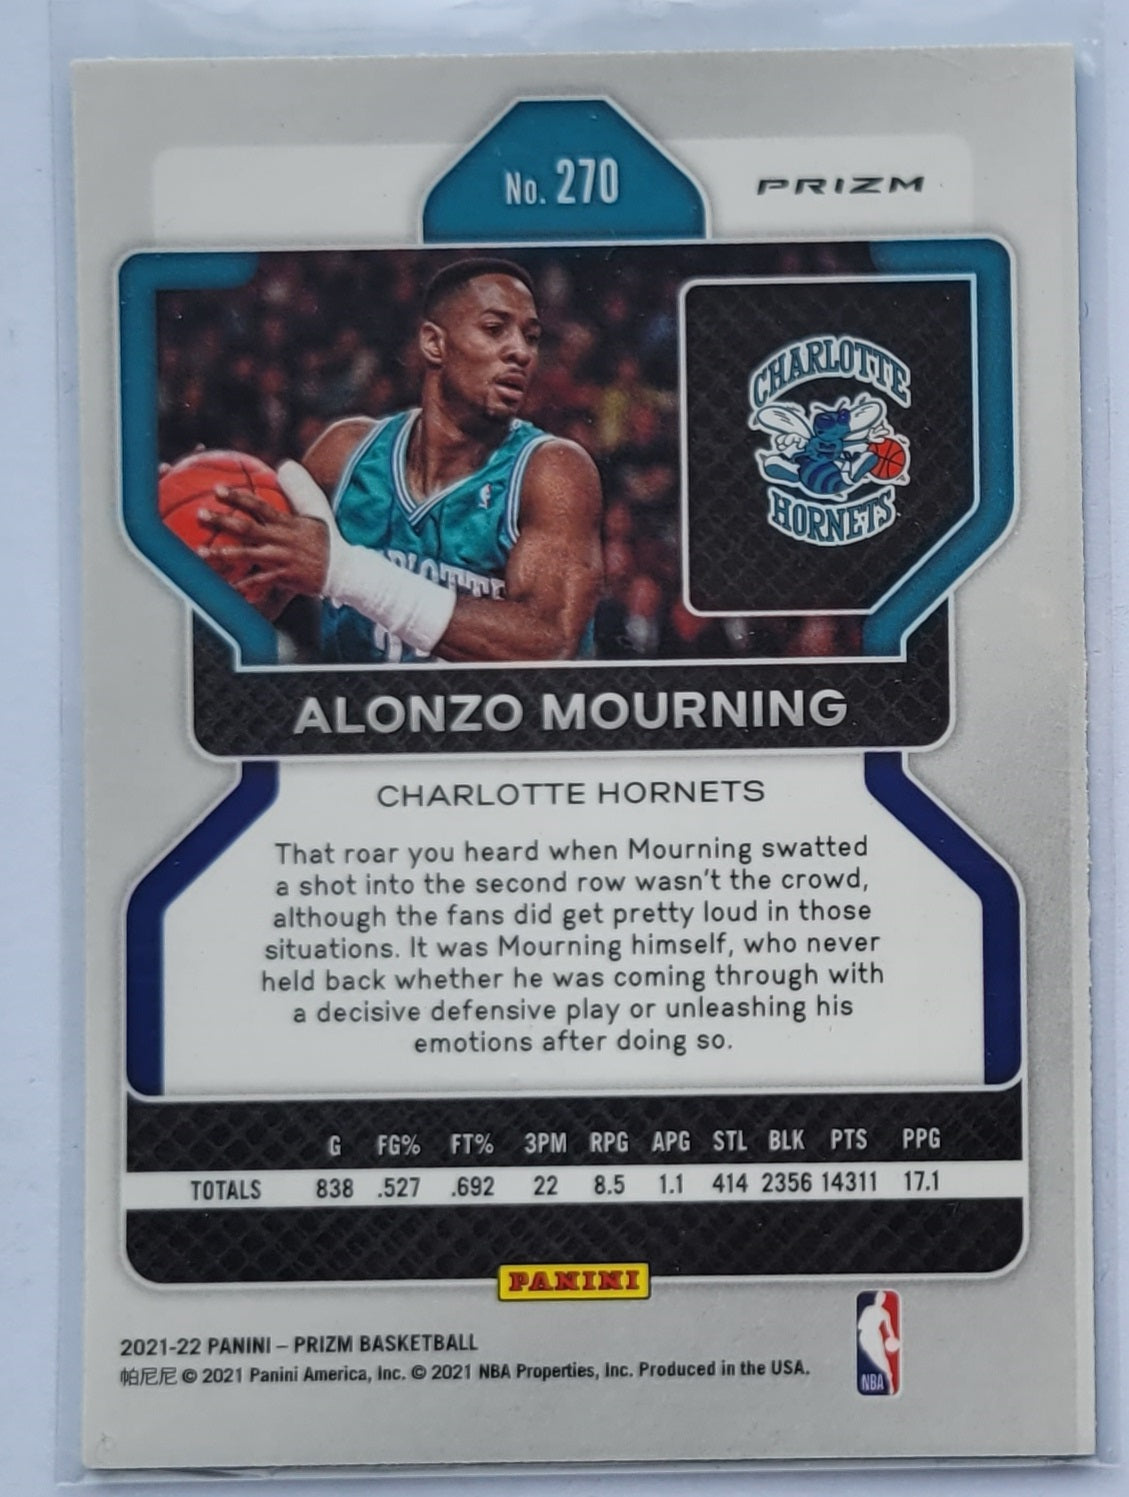 No. 270
PRIZM
CHARLOTTE
HORNETS
ALONZO MOURNING
CHARLOTTE HORNETS
That roar you heard when Mourning swatted
a shot into the second row wasn't the crowd,
although the fans did get pretty loud in those
situations. It was Mourning himself, who never
held back whether he was coming through with
a decisive defensive play or unleashing his
emotions after doing so.
G FG% FT% 3PM RPG APG STL BLK PTS PPG
TOTALS 838 .527 .692 22 8.5 1.1 414 2356 14311 17.1
PANINI
2021-22 PANINI – PRIZM BASKETBALL
帕尼尼 © 2021 Panini America, Inc. © 2021 NBA Properties, Inc. Produced in the USA.
NBA